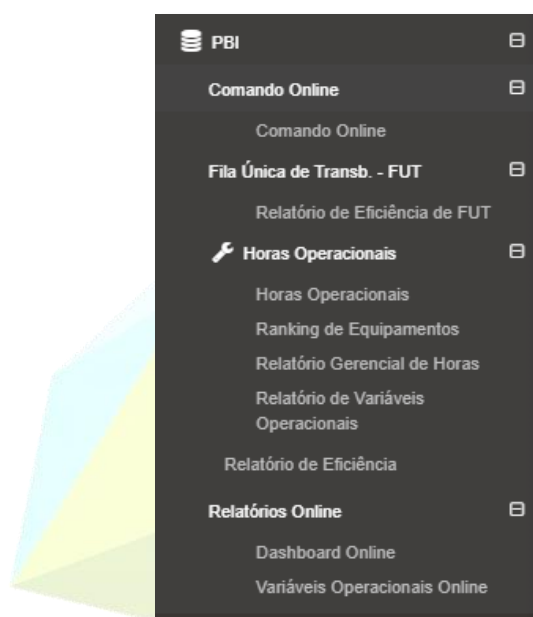 PBI
Comando Online
Comando Online
Fila Única de Transb. - FUT
Relatório de Eficiência de FUT
Horas Operacionais
Horas Operacionais
Ranking de Equipamentos
Relatório Gerencial de Horas
Relatório de Variáveis
Operacionais
Relatório de Eficiência
Relatórios Online
Dashboard Online
Variáveis Operacionais Online